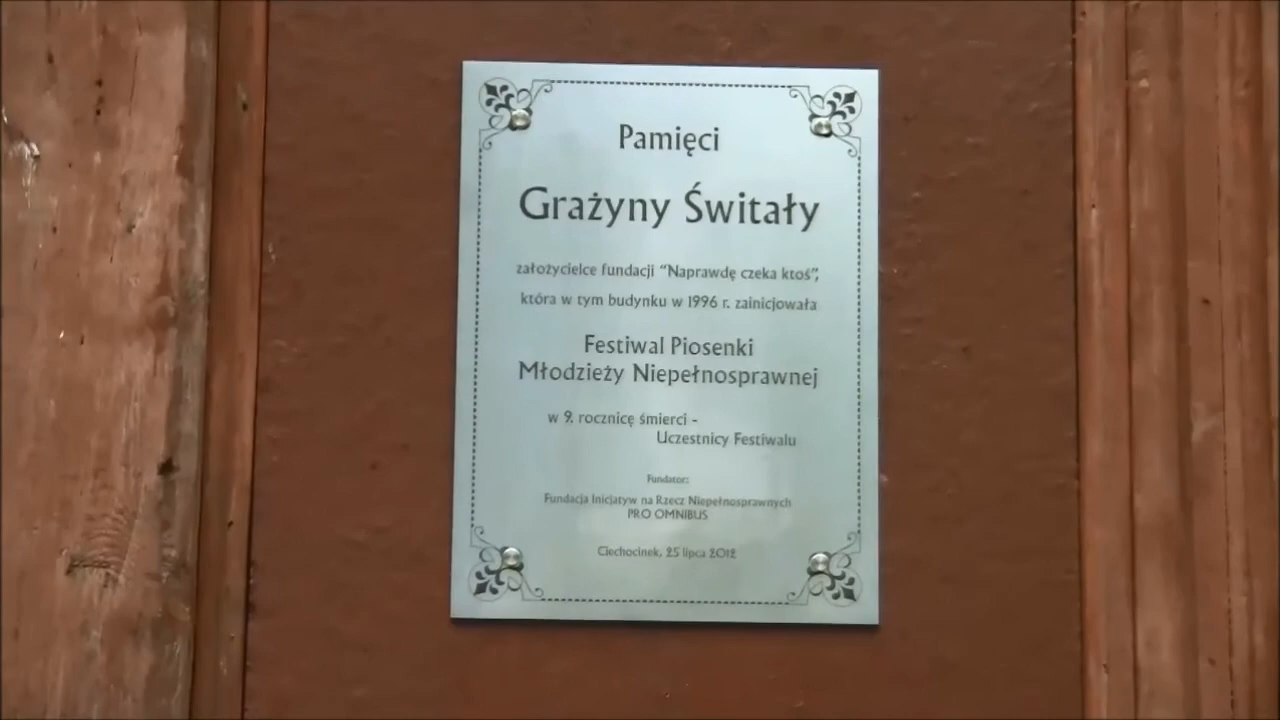 Pamięci
Grażyny Świtały
założycielce fundacji "Naprawdę czeka ktoś",
która w tym budynku w 1996 r. zainicjowała
Festiwal Piosenki
Młodzieży Niepełnosprawnej
w 9. rocznicę śmierci -
Uczestnicy Festiwalu
Fundator:
Fundacja Inicjatyw na Rzecz Niepełnosprawnych
PRO OMNIBUS
Ciechocinek, 25 lipca 2012